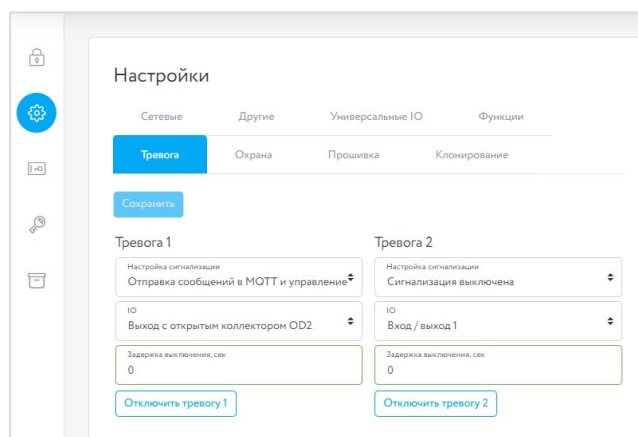 Настройки
Сетевые Другие Универсальные IO Функции
Тревога Охрана Прошивка Клонирование
Сохранить
Тревога 1 Тревога 2
Настройка сигнализации Настройка сигнализации
Отправка сообщений в MQTT и управление Сигнализация выключена
IO IO
Выход с открытым коллектором OD2 Вход / выход 1
Задержка выключения, сек Задержка выключения, сек
0 0
Отключить тревогу 1 Отключить тревогу 2